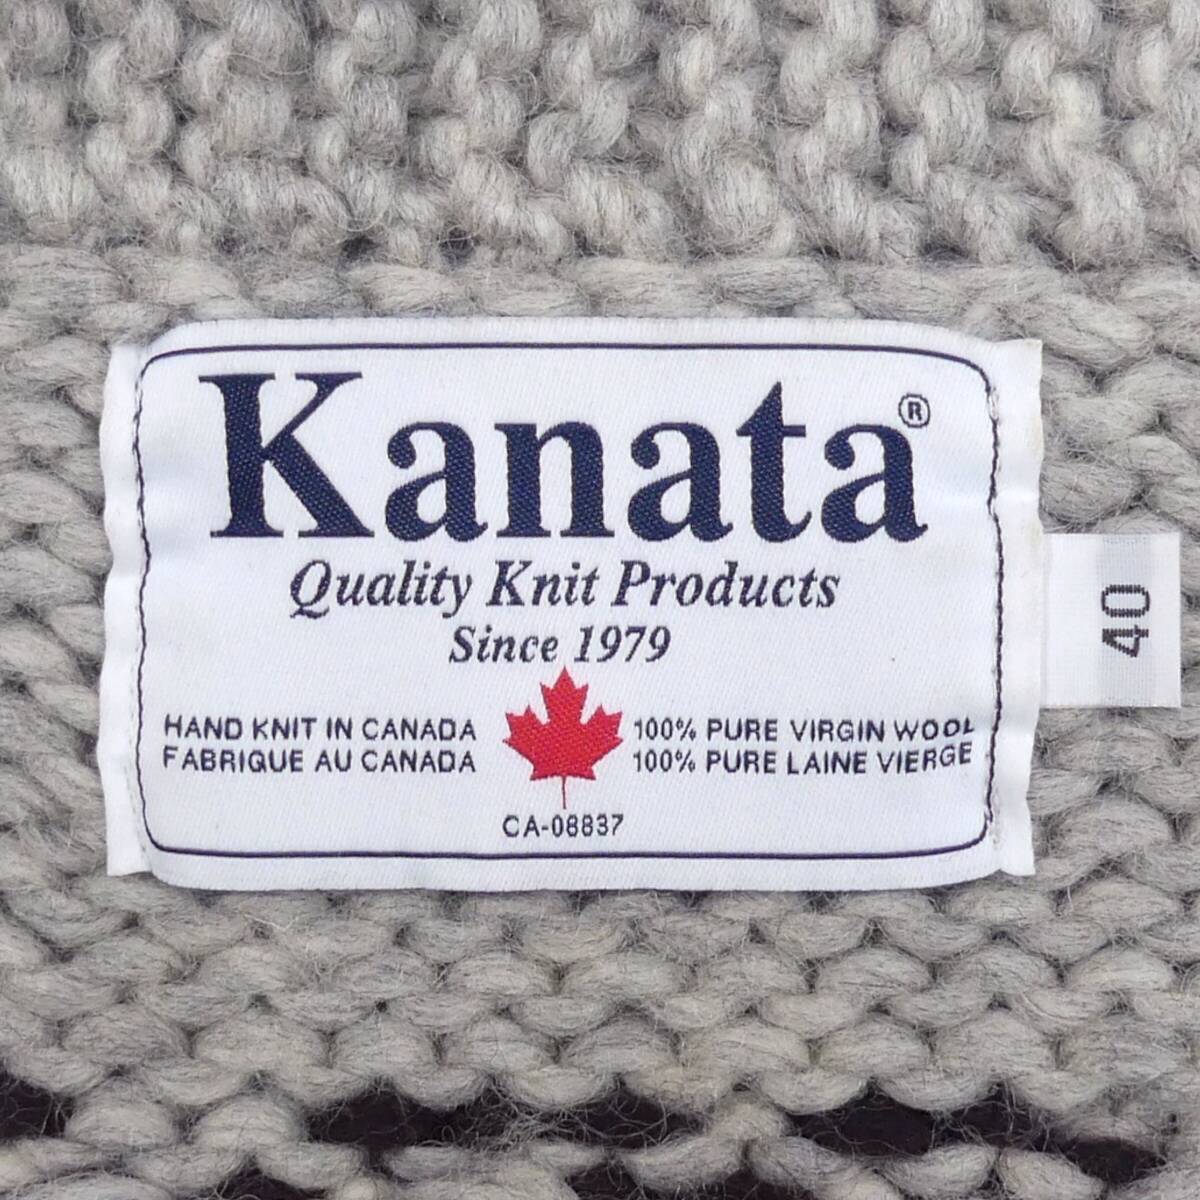 Kanata®
Quality Knit Products
Since 1979
HAND KNIT IN CANADA
FABRIQUE AU CANADA
100% PURE VIRGIN WOOL
100% PURE LAINE VIERGE
CA-08837
40